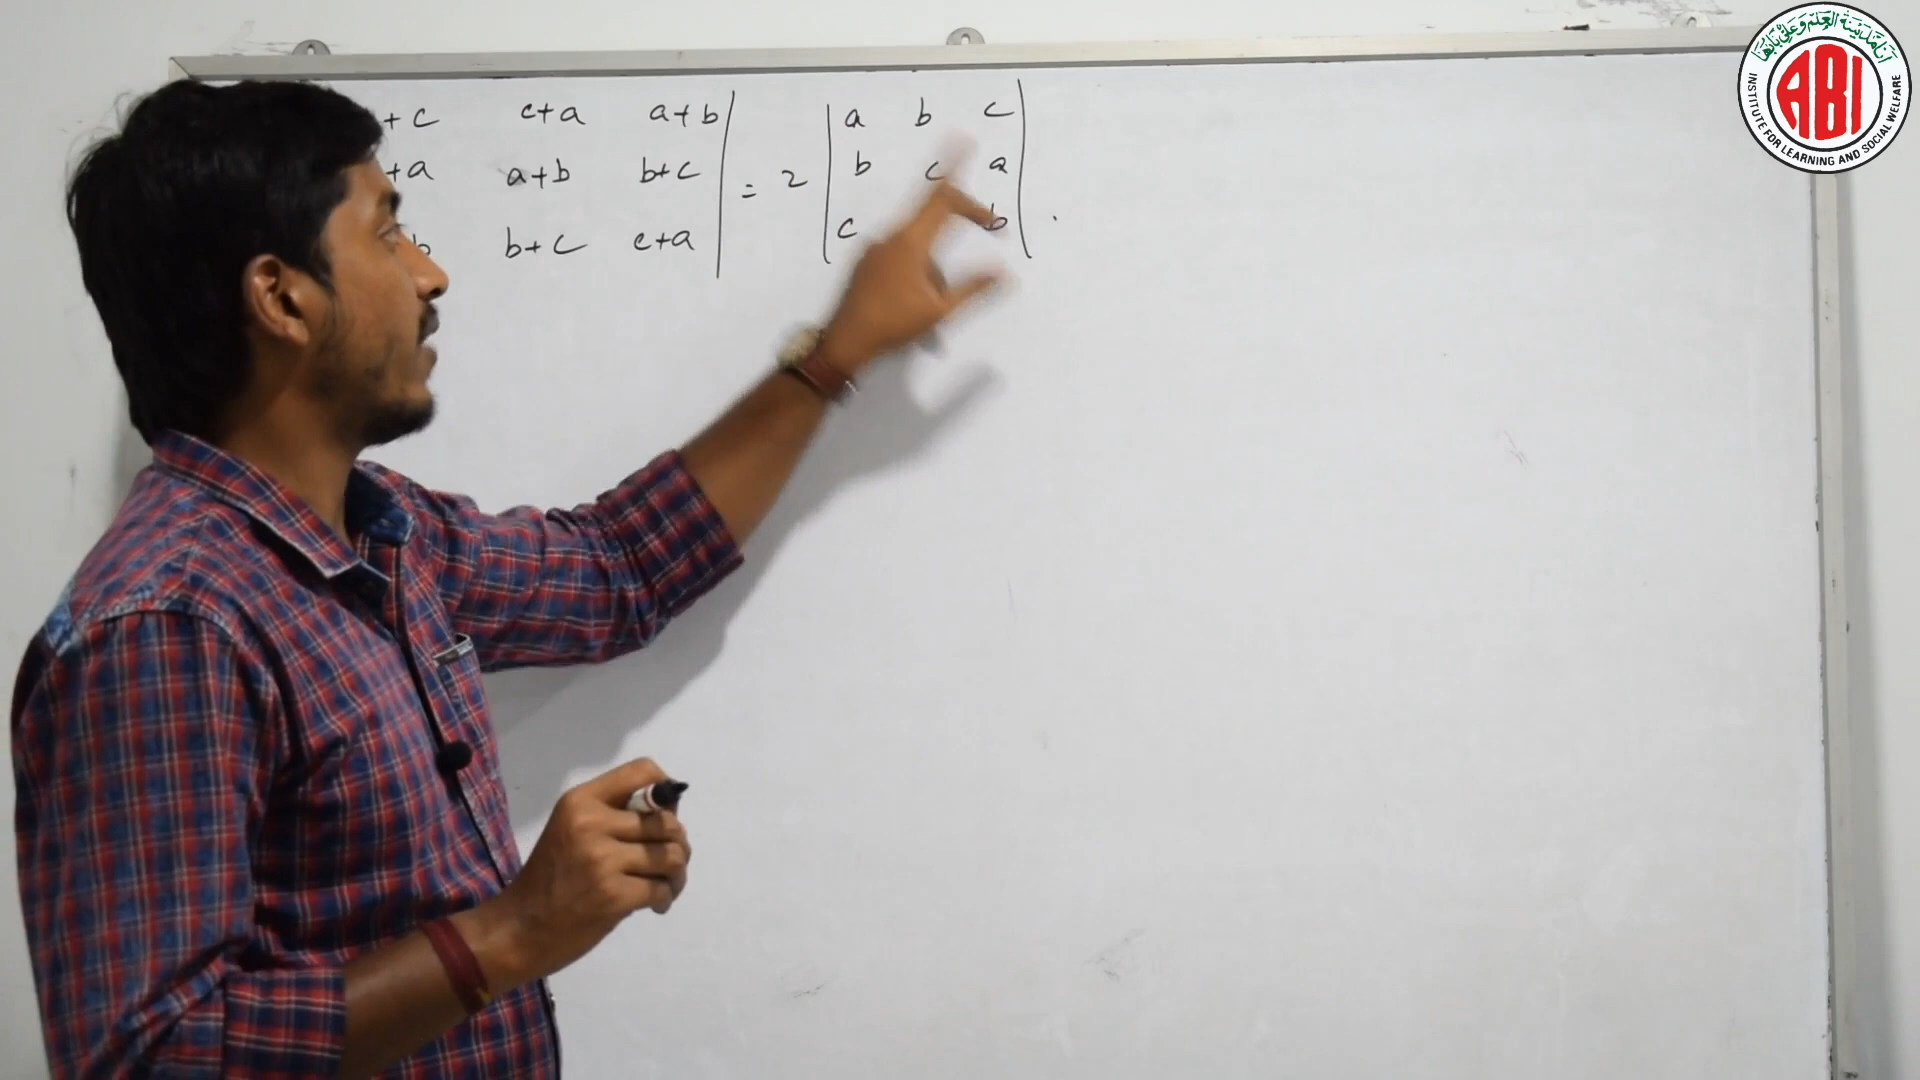 + c c+a a+b | = 2 | a b c |
+a a+b b+c b c a
b b+c c+a c b .
أنا مدينة العلم وعلي بابها
ABI
INSTITUTE FOR LEARNING AND SOCIAL WELFARE